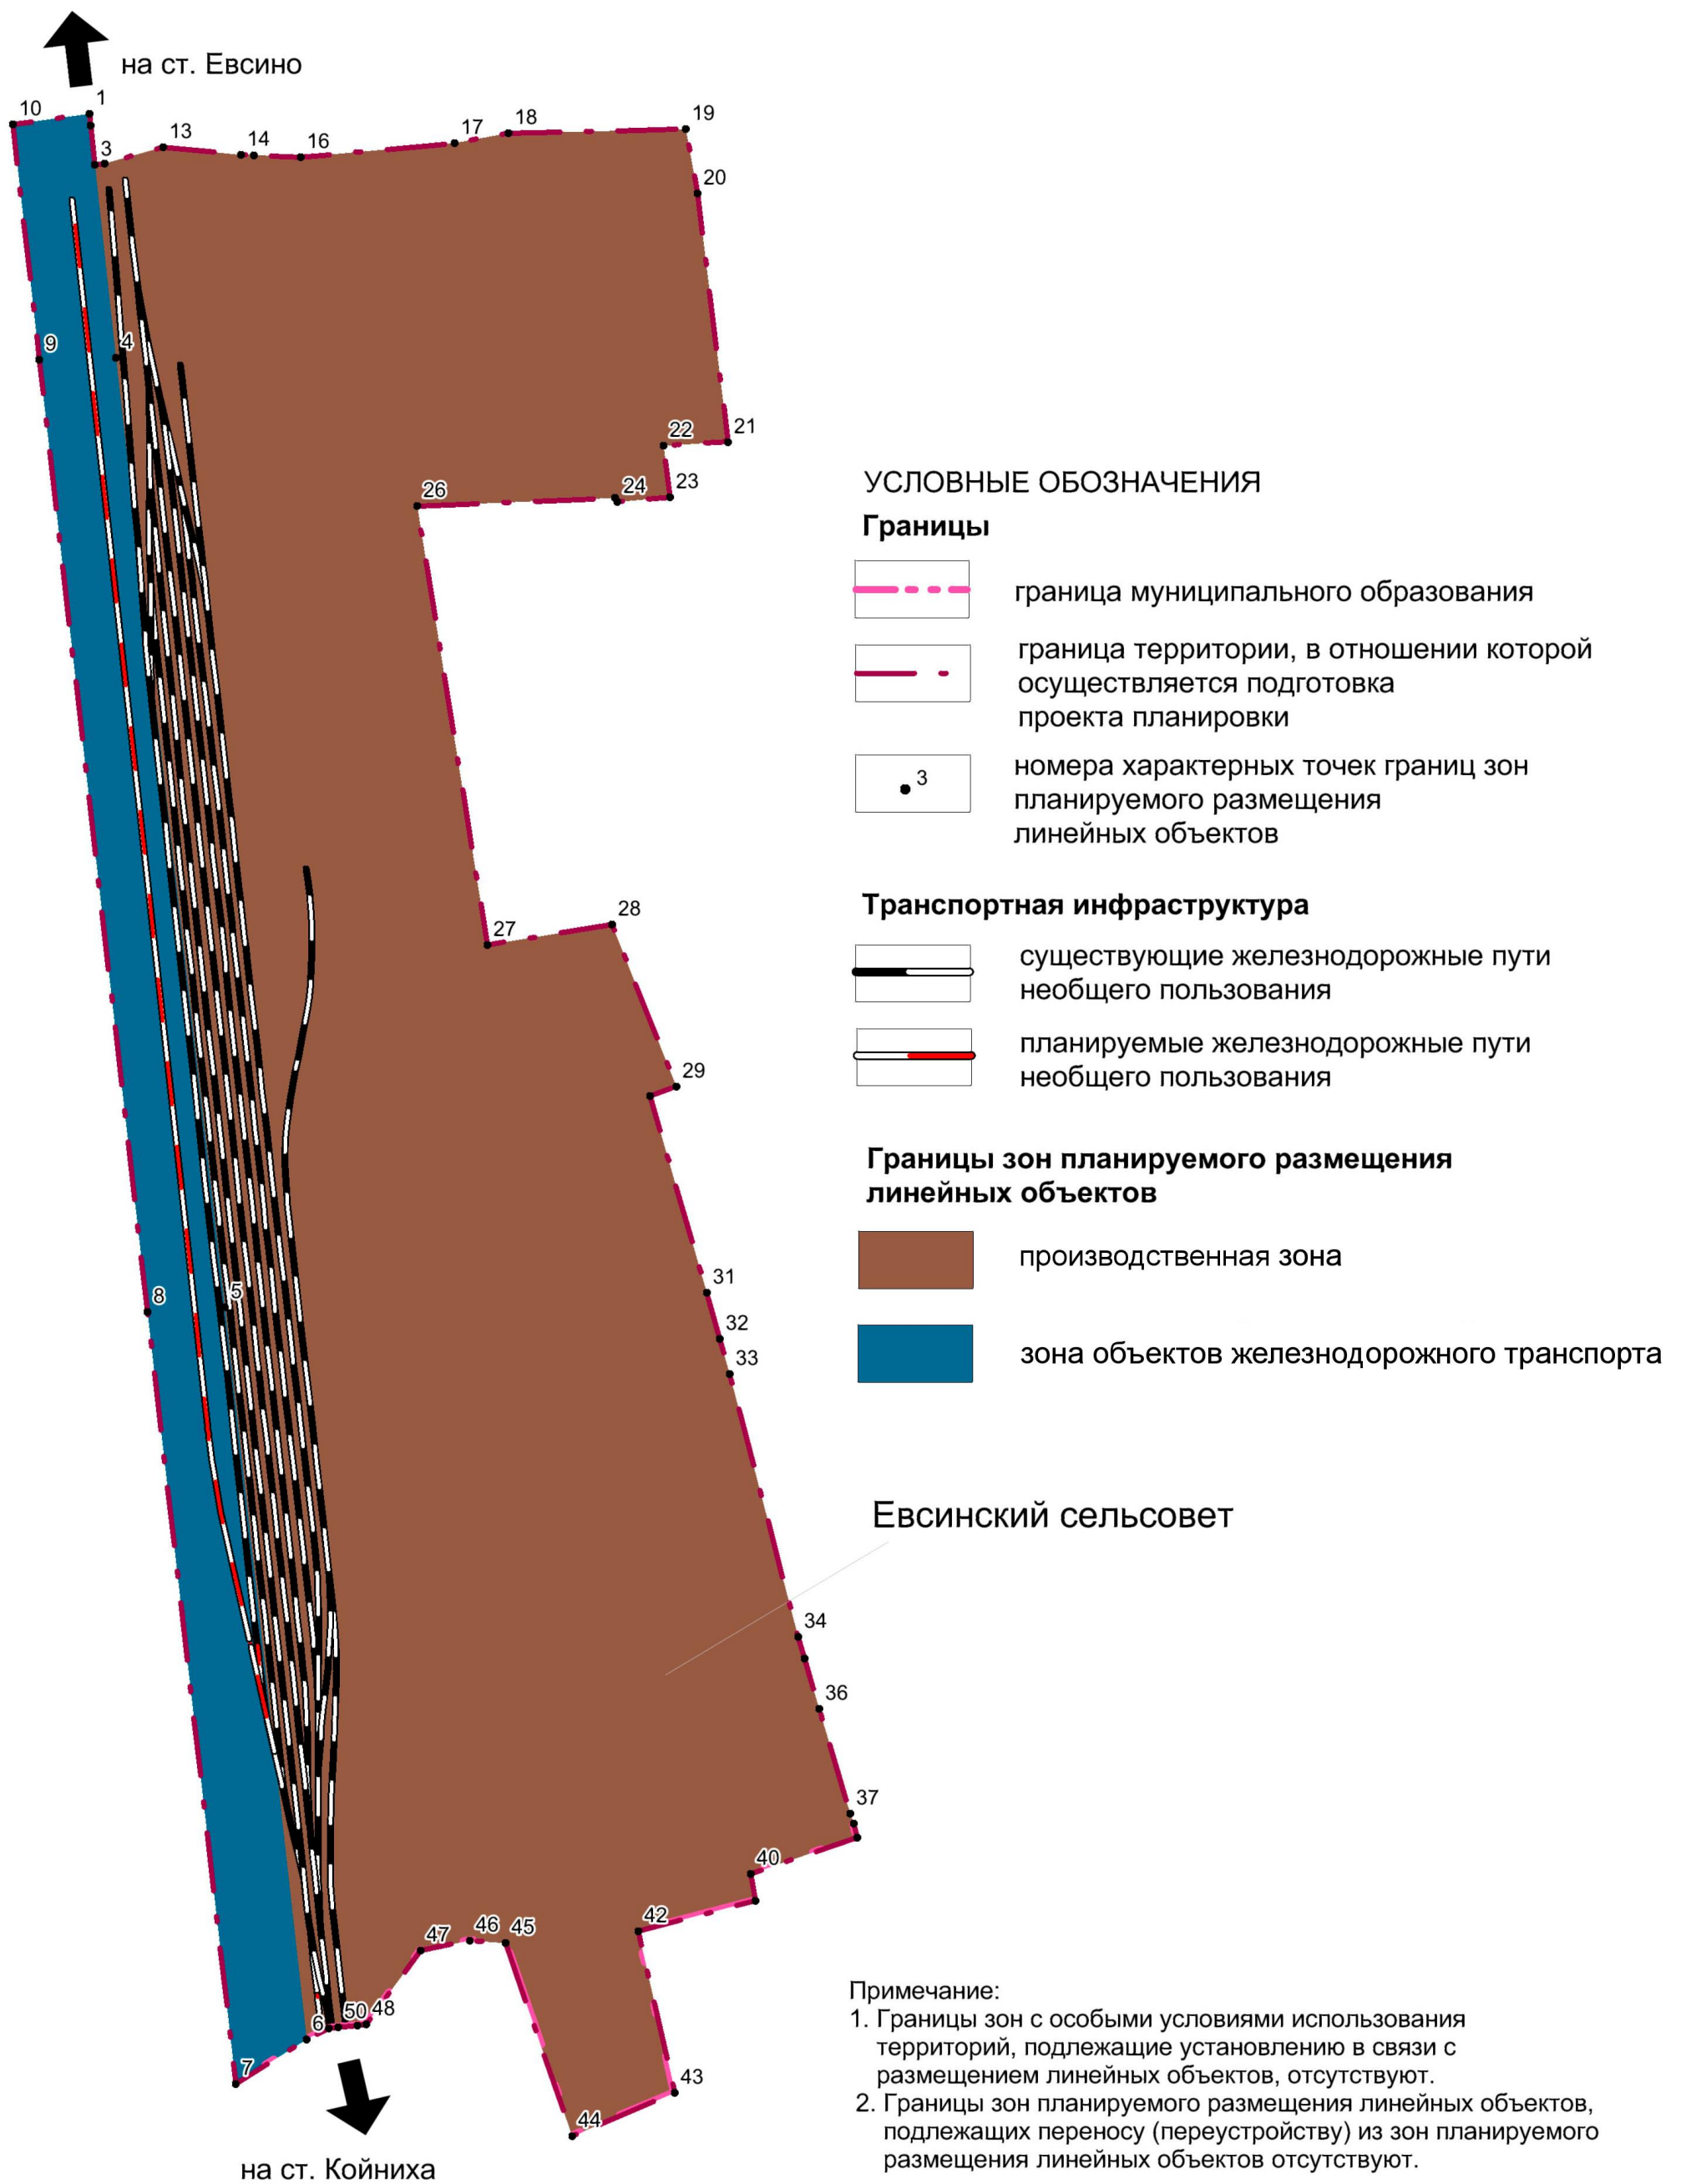 на ст. Евсино
10
1
3
13
14
16
17
18
19
20
9
4
21
22
23
24
26
27
28
29
31
32
33
8
5
34
36
37
40
42
47
46
45
6
50
48
7
43
44
на ст. Койниха
УСЛОВНЫЕ ОБОЗНАЧЕНИЯ
Границы
граница муниципального образования
граница территории, в отношении которой
осуществляется подготовка
проекта планировки
3
номера характерных точек границ зон
планируемого размещения
линейных объектов
Транспортная инфраструктура
существующие железнодорожные пути
необщего пользования
планируемые железнодорожные пути
необщего пользования
Границы зон планируемого размещения
линейных объектов
производственная зона
зона объектов железнодорожного транспорта
Евсинский сельсовет
Примечание:
1. Границы зон с особыми условиями использования
территорий, подлежащие установлению в связи с
размещением линейных объектов, отсутствуют.
2. Границы зон планируемого размещения линейных объектов,
подлежащих переносу (переустройству) из зон планируемого
размещения линейных объектов отсутствуют.